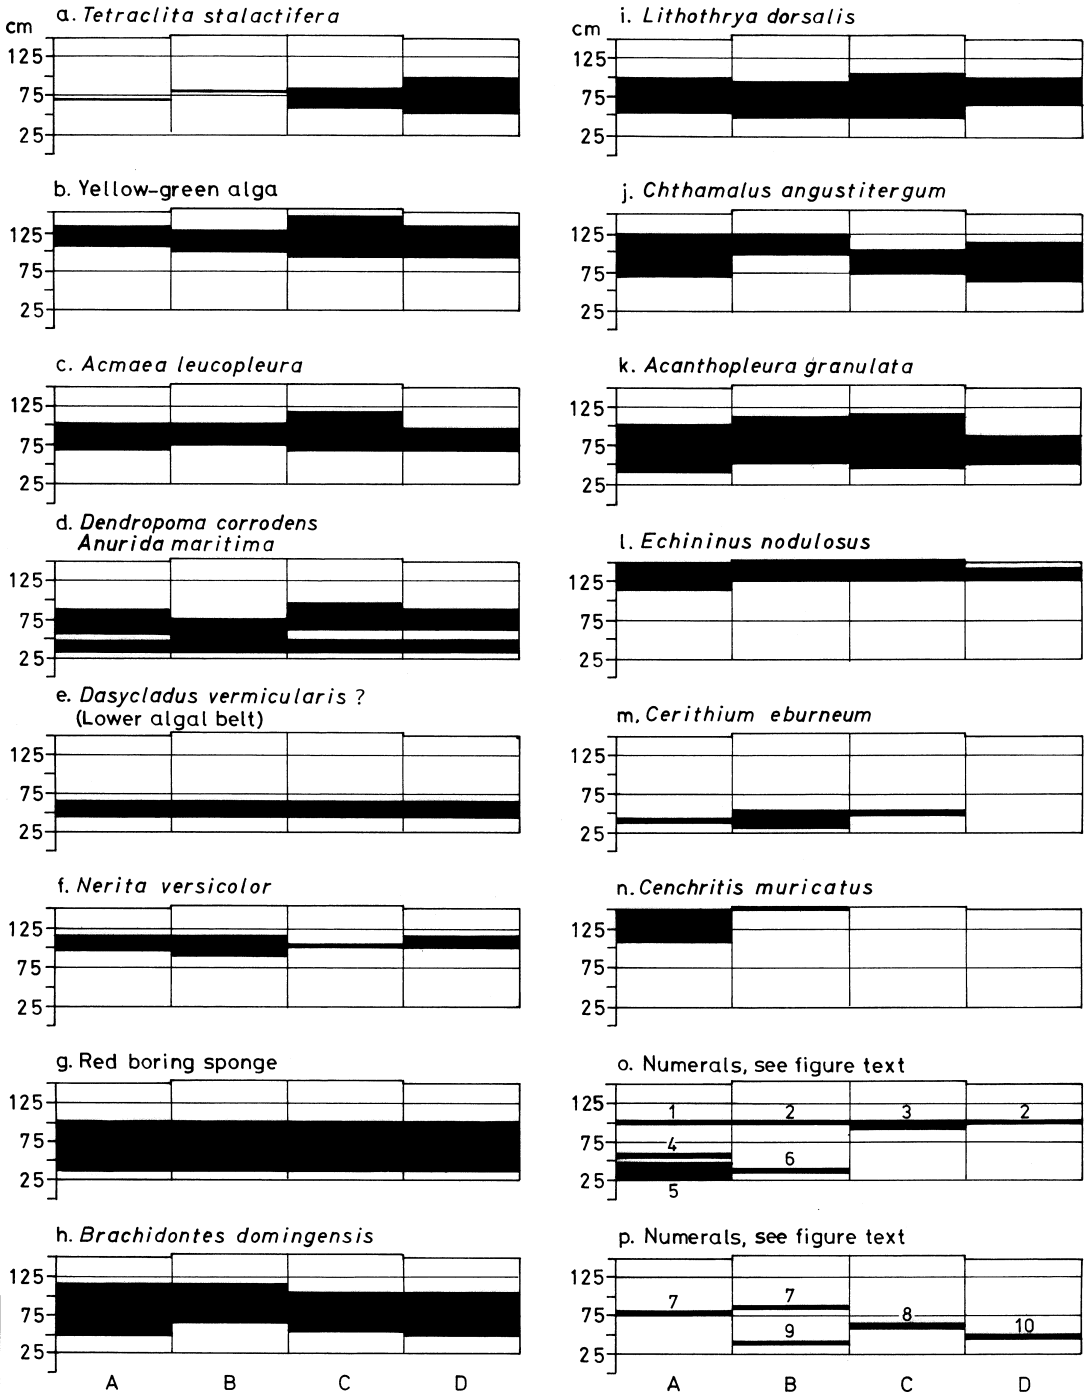 a. Tetraclita stalactifera
cm
125
75
25
b. Yellow-green alga
125
75
25
c. Acmaea leucopleura
125
75
25
d. Dendropoma corrodens
Anurida maritima
125
75
25
e. Dasycladus vermicularis ?
(Lower algal belt)
125
75
25
f. Nerita versicolor
125
75
25
g. Red boring sponge
125
75
25
h. Brachidontes domingensis
125
75
25
A B C D
i. Lithothrya dorsalis
cm
125
75
25
j. Chthamalus angustitergum
125
75
25
k. Acanthopleura granulata
125
75
25
l. Echininus nodulosus
125
75
25
m. Cerithium eburneum
125
75
25
n. Cenchritis muricatus
125
75
25
o. Numerals, see figure text
125
1 2 3 2
75
4
6
25
5
p. Numerals, see figure text
125
7 7
75
8
9 10
25
A B C D